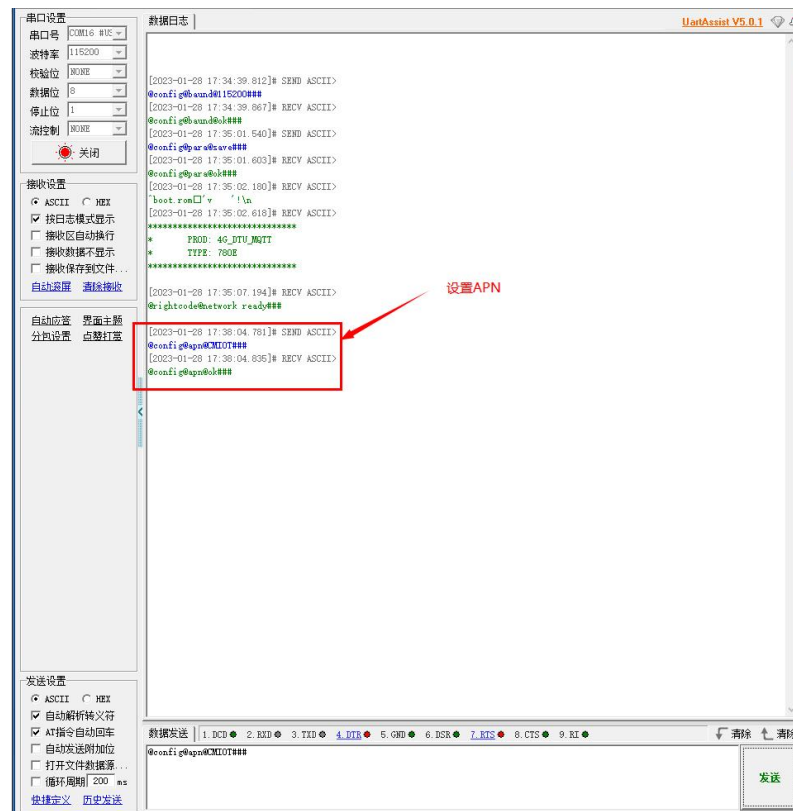 串口设置
串口号 COM16 #US
波特率 115200
校验位 NONE
数据位 8
停止位 1
流控制 NONE
关闭
接收设置
ASCII HEX
按日志模式显示
接收区自动换行
接收数据不显示
接收保存到文件...
自动滚屏 清除接收
自动应答 界面主题
分包设置 点赞打赏
发送设置
ASCII HEX
自动解析转义符
AT指令自动回车
自动发送附加位
打开文件数据源...
循环周期 200 ms
快捷定义 历史发送
数据日志
UartAssist V5.0.1
[2023-01-28 17:34:39.812]# SEND ASCII>
@config@baund@115200###
[2023-01-28 17:34:39.867]# RECV ASCII>
@config@baund@ok###
[2023-01-28 17:35:01.540]# SEND ASCII>
@config@para@save###
[2023-01-28 17:35:01.603]# RECV ASCII>
@config@para@ok###
[2023-01-28 17:35:02.180]# RECV ASCII>
boot.rom□'v '!\n
[2023-01-28 17:35:02.618]# RECV ASCII>
******************************
* PROD: 4G_DTU_MQTT
* TYPE: 780E
******************************
[2023-01-28 17:35:07.194]# RECV ASCII>
@rightcode@network ready###
[2023-01-28 17:38:04.781]# SEND ASCII>
@config@apn@CMIOT###
[2023-01-28 17:38:04.835]# RECV ASCII>
@config@apn@ok###
设置APN
数据发送 1.DCD 2.RXD 3.TXD 4.DTR 5.GND 6.DSR 7.RTS 8.CTS 9.RI 清除 清除
@config@apn@CMIOT###
发送